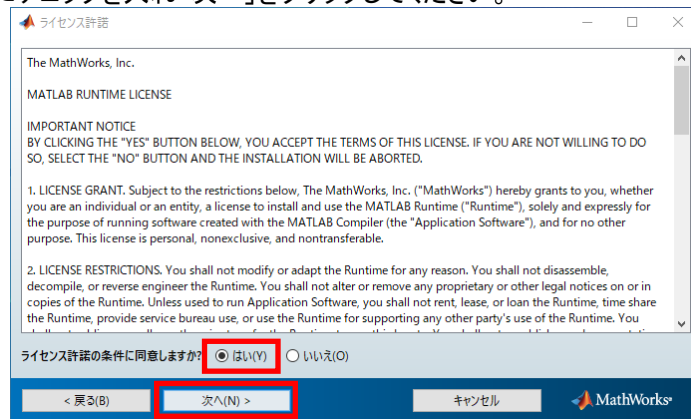 ライセンス許諾
The MathWorks, Inc.
MATLAB RUNTIME LICENSE
IMPORTANT NOTICE
BY CLICKING THE "YES" BUTTON BELOW, YOU ACCEPT THE TERMS OF THIS LICENSE. IF YOU ARE NOT WILLING TO DO
SO, SELECT THE "NO" BUTTON AND THE INSTALLATION WILL BE ABORTED.
1. LICENSE GRANT. Subject to the restrictions below, The MathWorks, Inc. ("MathWorks") hereby grants to you, whether
you are an individual or an entity, a license to install and use the MATLAB Runtime ("Runtime"), solely and expressly for
the purpose of running software created with the MATLAB Compiler (the "Application Software"), and for no other
purpose. This license is personal, nonexclusive, and nontransferable.
2. LICENSE RESTRICTIONS. You shall not modify or adapt the Runtime for any reason. You shall not disassemble,
decompile, or reverse engineer the Runtime. You shall not alter or remove any proprietary or other legal notices on or in
copies of the Runtime. Unless used to run Application Software, you shall not rent, lease, or loan the Runtime, time share
the Runtime, provide service bureau use, or use the Runtime for supporting any other party's use of the Runtime. You
ライセンス許諾の条件に同意しますか? はい(Y) いいえ(O)
< 戻る(B) 次へ(N) > キャンセル MathWorks®